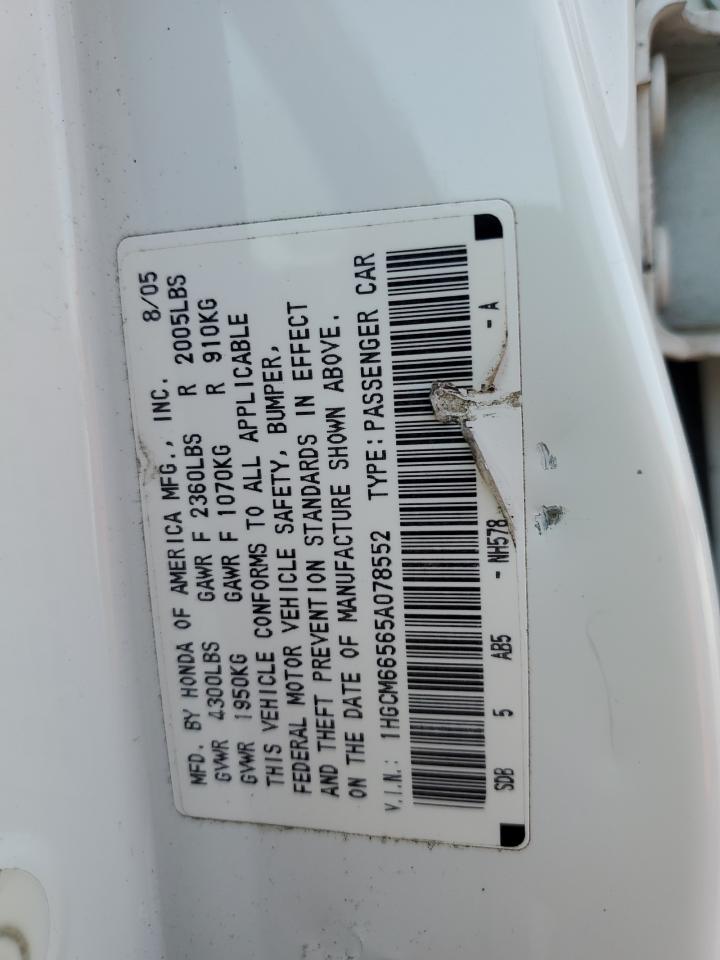 MFD. BY HONDA OF AMERICA MFG., INC. 8/05
GVWR 4300LBS GAWR F 2360LBS R 2005LBS
GVWR 1950KG GAWR F 1070KG R 910KG
THIS VEHICLE CONFORMS TO ALL APPLICABLE
FEDERAL MOTOR VEHICLE SAFETY, BUMPER,
AND THEFT PREVENTION STANDARDS IN EFFECT
ON THE DATE OF MANUFACTURE SHOWN ABOVE.
V.I.N.: 1HGCM66565A078552 TYPE: PASSENGER CAR
SDB 5 AB5 - NH578 - A